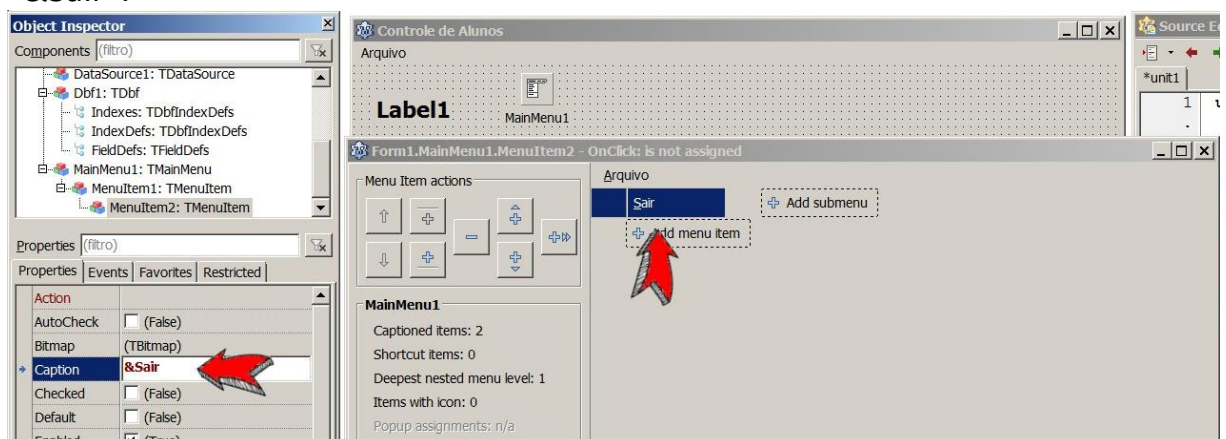 Object Inspector
Components (filtro)
DataSource1: TDataSource
Dbf1: TDbf
Indexes: TDbfIndexDefs
IndexDefs: TDbfIndexDefs
FieldDefs: TFieldDefs
MainMenu1: TMainMenu
MenuItem1: TMenuItem
MenuItem2: TMenuItem
Properties (filtro)
Properties Events Favorites Restricted
Action
AutoCheck (False)
Bitmap (TBitmap)
Caption &Sair
Checked (False)
Default (False)
Controle de Alunos
Arquivo
Label1
MainMenu1
Form1.MainMenu1.MenuItem2 - OnClick: is not assigned
Menu Item actions
MainMenu1
Captioned items: 2
Shortcut items: 0
Deepest nested menu level: 1
Items with icon: 0
Popup assignments: n/a
Arquivo
Sair
Add submenu
menu item
Source
*unit1
1